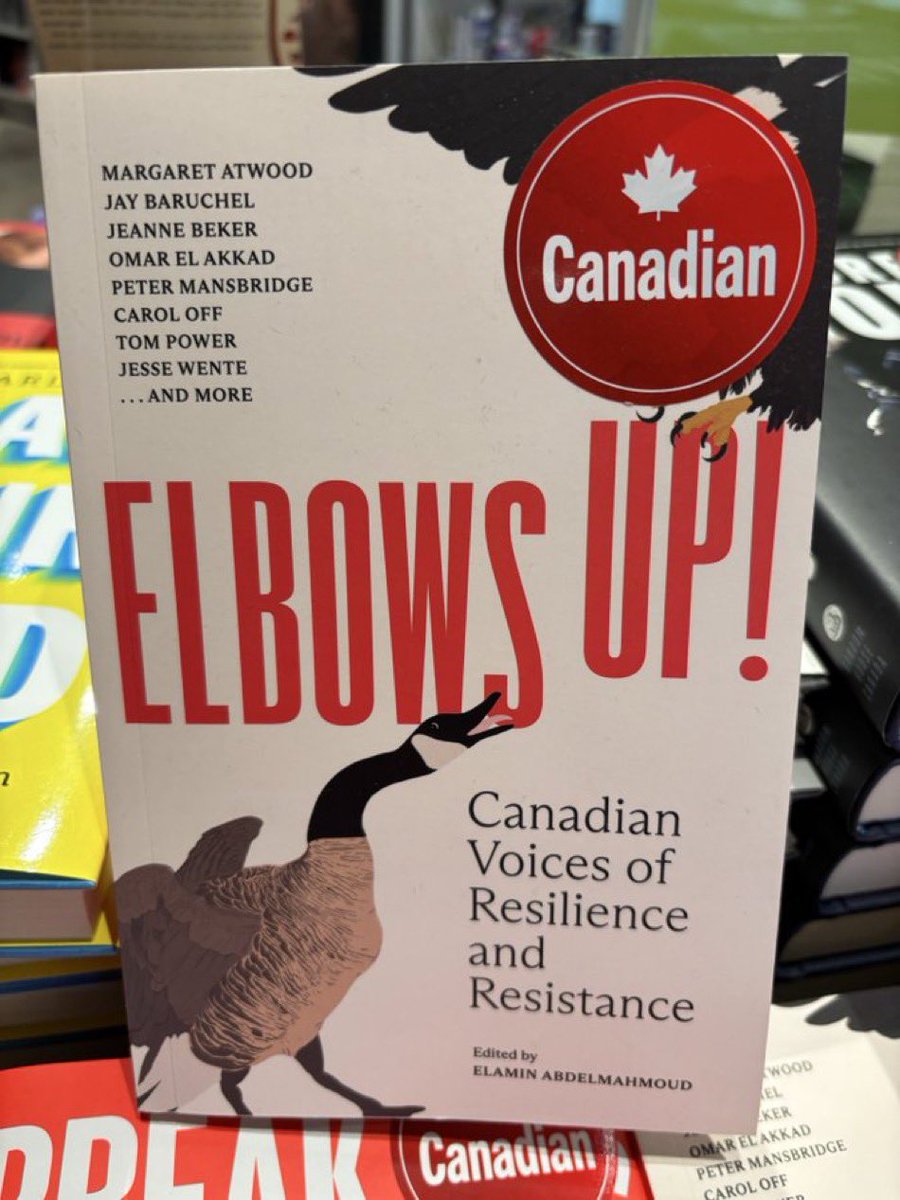 MARGARET ATWOOD
JAY BARUCHEL
JEANNE BEKER
OMAR EL AKKAD
PETER MANSBRIDGE
CAROL OFF
TOM POWER
JESSE WENTE
...AND MORE
Canadian
ELBOWS UP!
Canadian
Voices of
Resilience
and
Resistance
Edited by
ELAMIN ABDELMAHMOUD
Canadian
OMAR EL AKKAD
PETER MANSBRIDGE
CAROL OFF